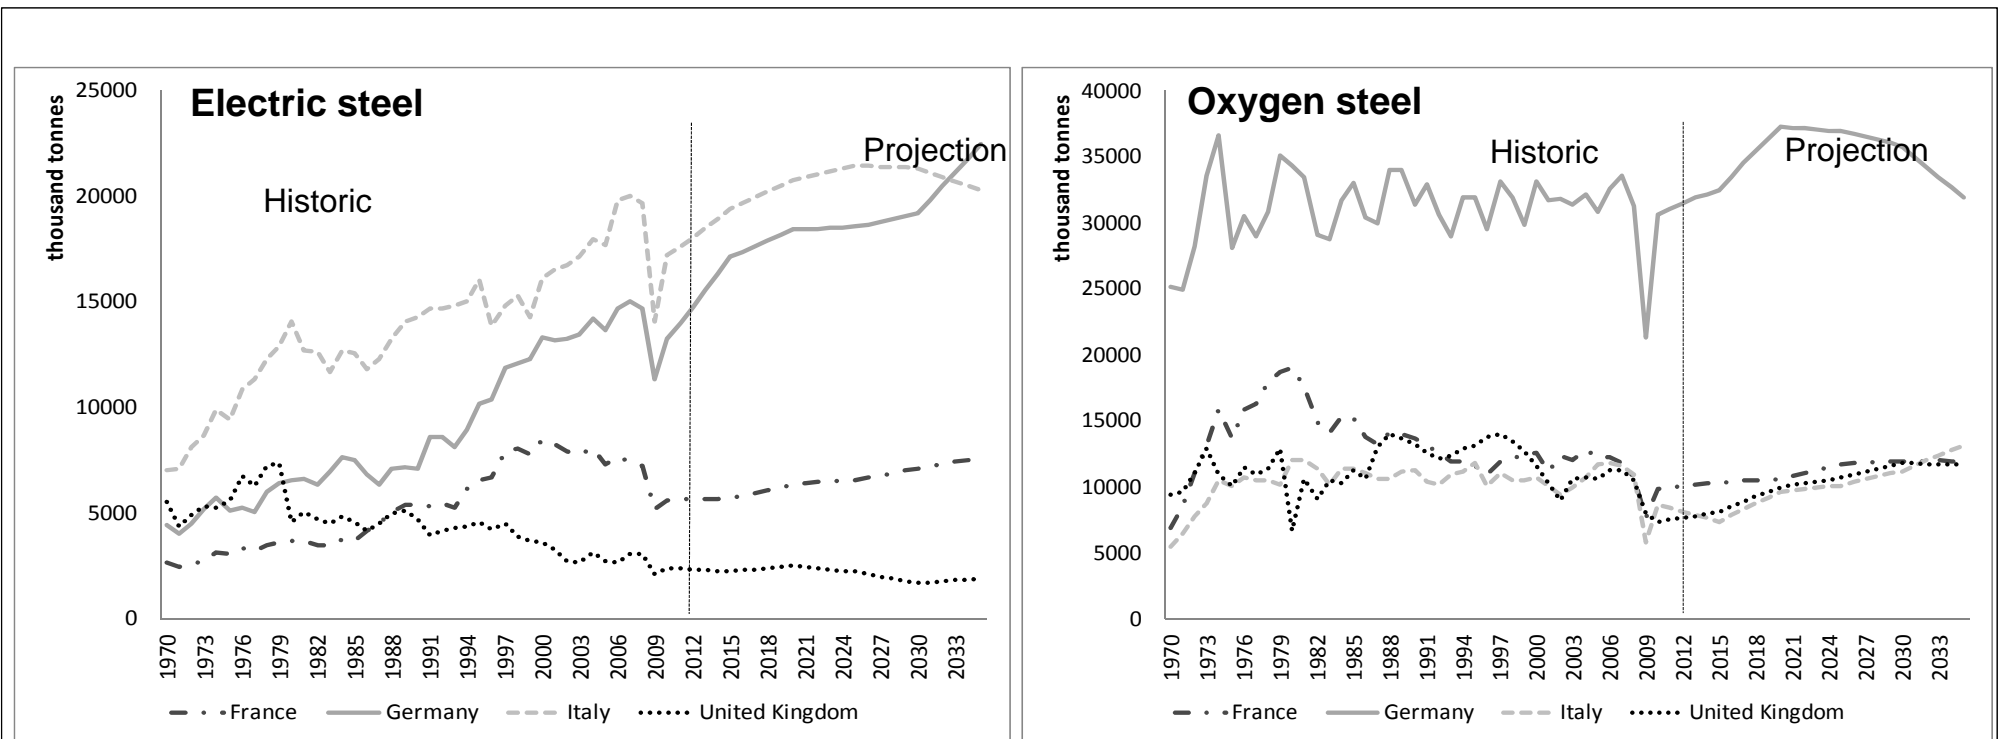 Electric steel
thousand tonnes
Historic
Projection
25000
20000
15000
10000
5000
0
1970 1973 1976 1979 1982 1985 1988 1991 1994 1997 2000 2003 2006 2009 2012 2015 2018 2021 2024 2027 2030 2033
France Germany Italy United Kingdom
Oxygen steel
thousand tonnes
Historic
Projection
40000
35000
30000
25000
20000
15000
10000
5000
0
1970 1973 1976 1979 1982 1985 1988 1991 1994 1997 2000 2003 2006 2009 2012 2015 2018 2021 2024 2027 2030 2033
France Germany Italy United Kingdom